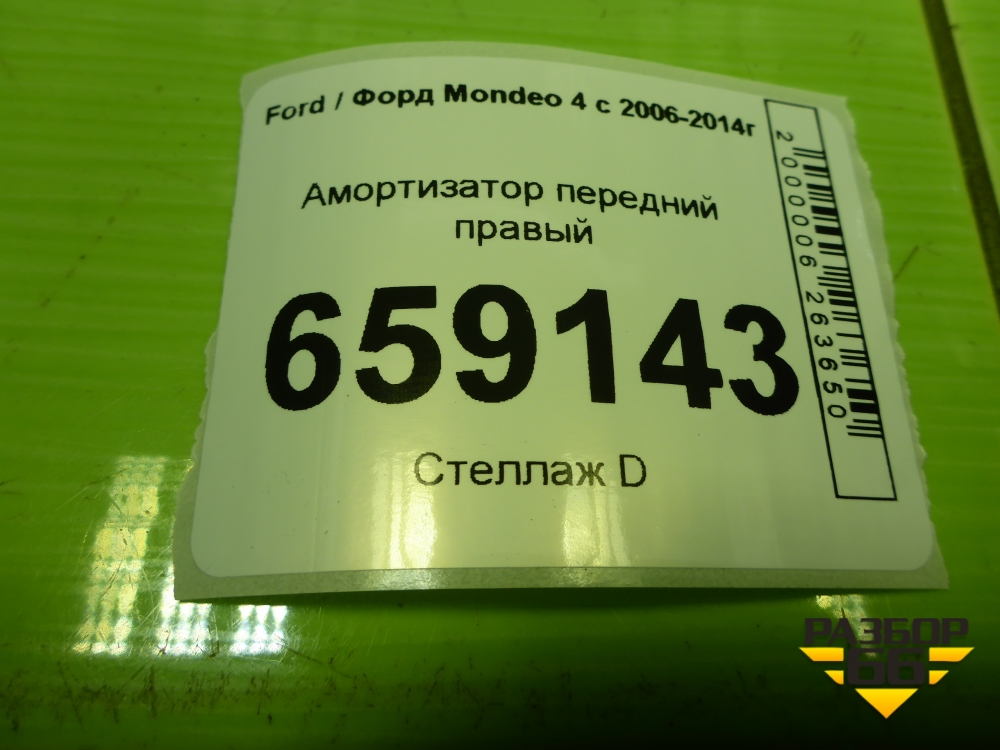 Ford / Форд Mondeo 4 с 2006-2014г
Амортизатор передний
правый
659143
Стеллаж D
2000006263650
РАЗБОР
66